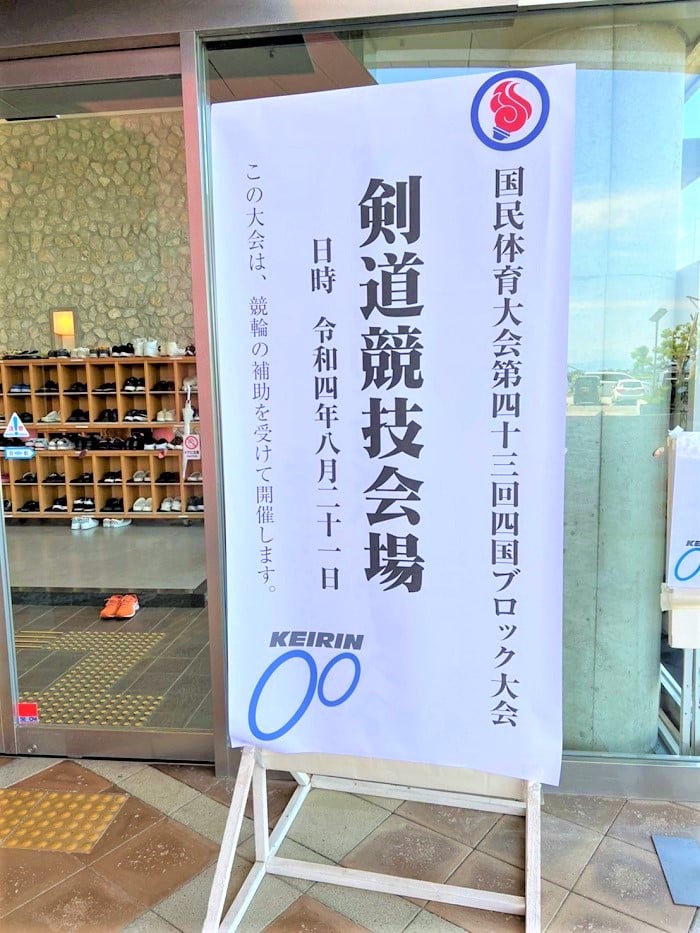 国民体育大会第四十三回四国ブロック大会
剣道競技会場
日時 令和四年八月二十一日
この大会は、競輪の補助を受けて開催します。
KEIRIN
KE